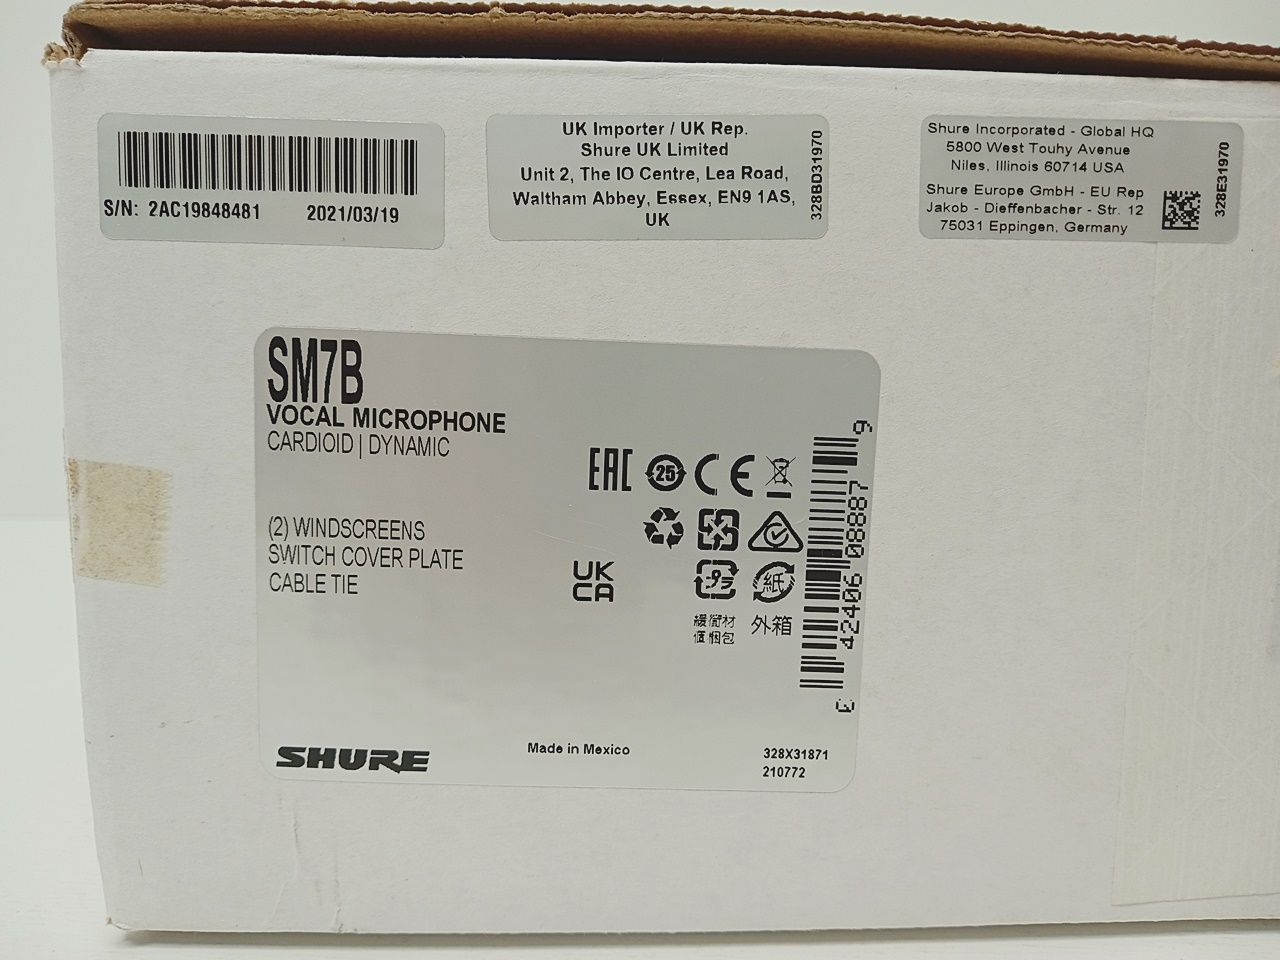 S/N: 2AC19848481 2021/03/19
UK Importer / UK Rep.
Shure UK Limited
Unit 2, The IO Centre, Lea Road,
Waltham Abbey, Essex, EN9 1AS,
UK
328BD31970
Shure Incorporated - Global HQ
5800 West Touhy Avenue
Niles, Illinois 60714 USA
Shure Europe GmbH - EU Rep
Jakob - Dieffenbacher - Str. 12
75031 Eppingen, Germany
328E31970
SM7B
VOCAL MICROPHONE
CARDIOID | DYNAMIC
(2) WINDSCREENS
SWITCH COVER PLATE
CABLE TIE
EAC 25 CE
UK
CA
プラ 紙
緩衝材 外箱
個梱包
3 42406 08887 9
SHURE
Made in Mexico
328X31871
210772